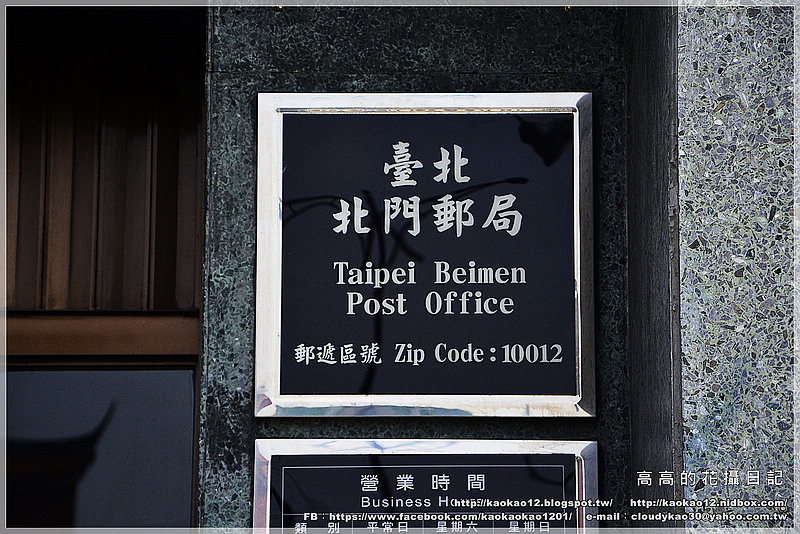 臺北
北門郵局
Taipei Beimen
Post Office
郵遞區號 Zip Code:10012
營業時間
Business Hours
類別 平常日 星期六 星期日
高高的花攝日記
http://kaokao12.blogspot.tw/ http://kaokao12.nidbox.com/
FB:https://www.facebook.com/kaokaokao1201/ e-mail:cloudykao30@yahoo.com.tw